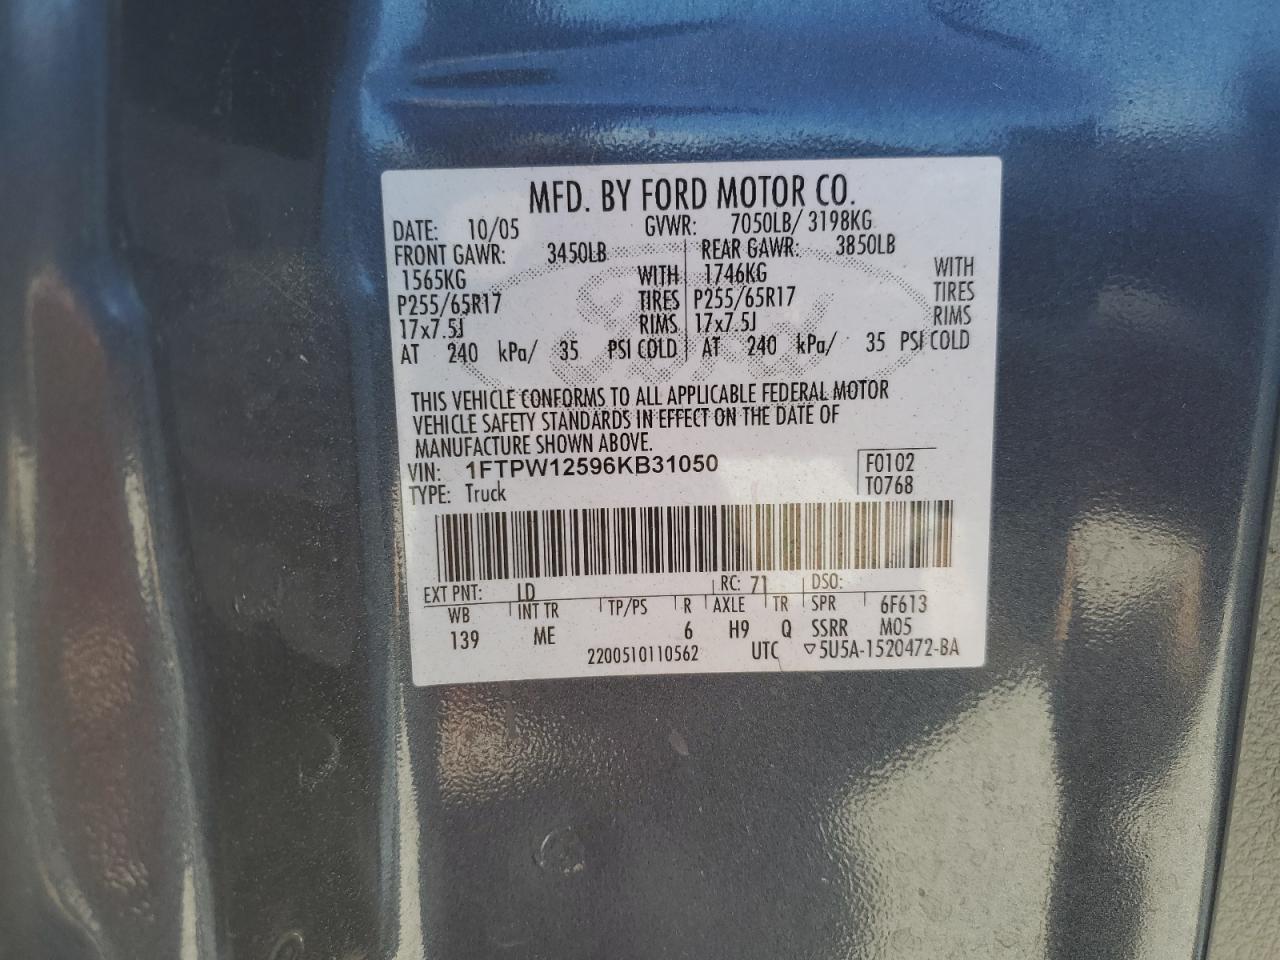 MFD. BY FORD MOTOR CO.
DATE: 10/05 GVWR: 7050LB/ 3198KG
FRONT GAWR: 3450LB REAR GAWR: 3850LB
1565KG WITH 1746KG WITH
P255/65R17 TIRES P255/65R17 TIRES
17x7.5J RIMS 17x7.5J RIMS
AT 240 kPa/ 35 PSI COLD AT 240 kPa/ 35 PSI COLD
THIS VEHICLE CONFORMS TO ALL APPLICABLE FEDERAL MOTOR
VEHICLE SAFETY STANDARDS IN EFFECT ON THE DATE OF
MANUFACTURE SHOWN ABOVE.
VIN: 1FTPW12596KB31050 F0102
TYPE: Truck T0768
EXT PNT: LD RC: 71 DSO:
WB INT TR TP/PS R AXLE TR SPR 6F613
139 ME 6 H9 Q SSRR M05
2200510110562 UTC ▽5U5A-1520472-BA